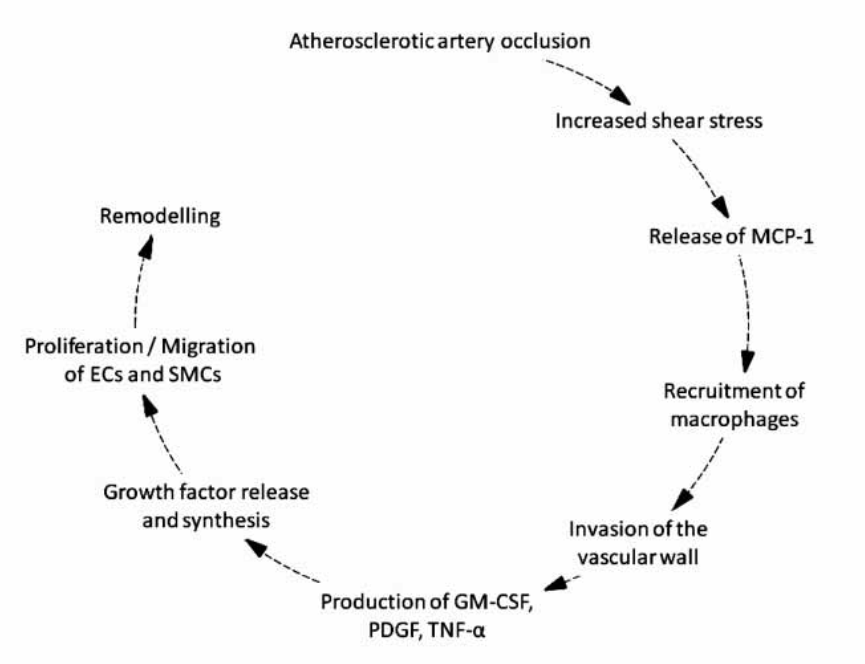 Atherosclerotic artery occlusion
Increased shear stress
Release of MCP-1
Recruitment of
macrophages
Invasion of the
vascular wall
Production of GM-CSF,
PDGF, TNF-α
Growth factor release
and synthesis
Proliferation / Migration
of ECs and SMCs
Remodelling